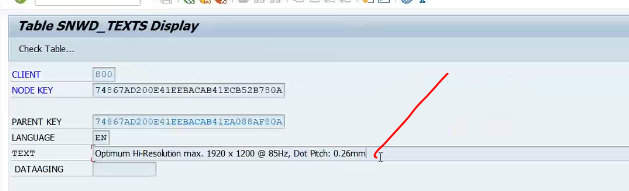 Table SNWD_TEXTS Display
Check Table...
CLIENT 800
NODE KEY 74867AD200E41EEBACAB41ECB52B780A
PARENT KEY 74867AD200E41EEBACAB41EA088AF80A
LANGUAGE EN
TEXT Optimum Hi-Resolution max. 1920 x 1200 @ 85Hz, Dot Pitch: 0.26mm
DATAAGING